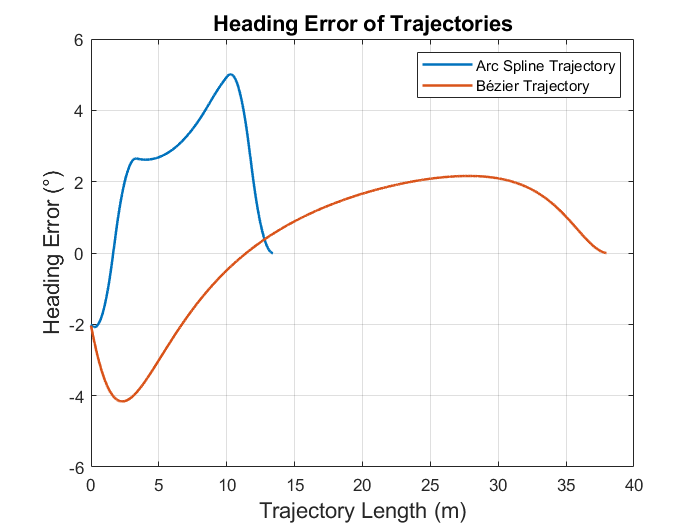 Heading Error of Trajectories
Arc Spline Trajectory
Bézier Trajectory
Heading Error (°)
6
4
2
0
-2
-4
-6
0 5 10 15 20 25 30 35 40
Trajectory Length (m)